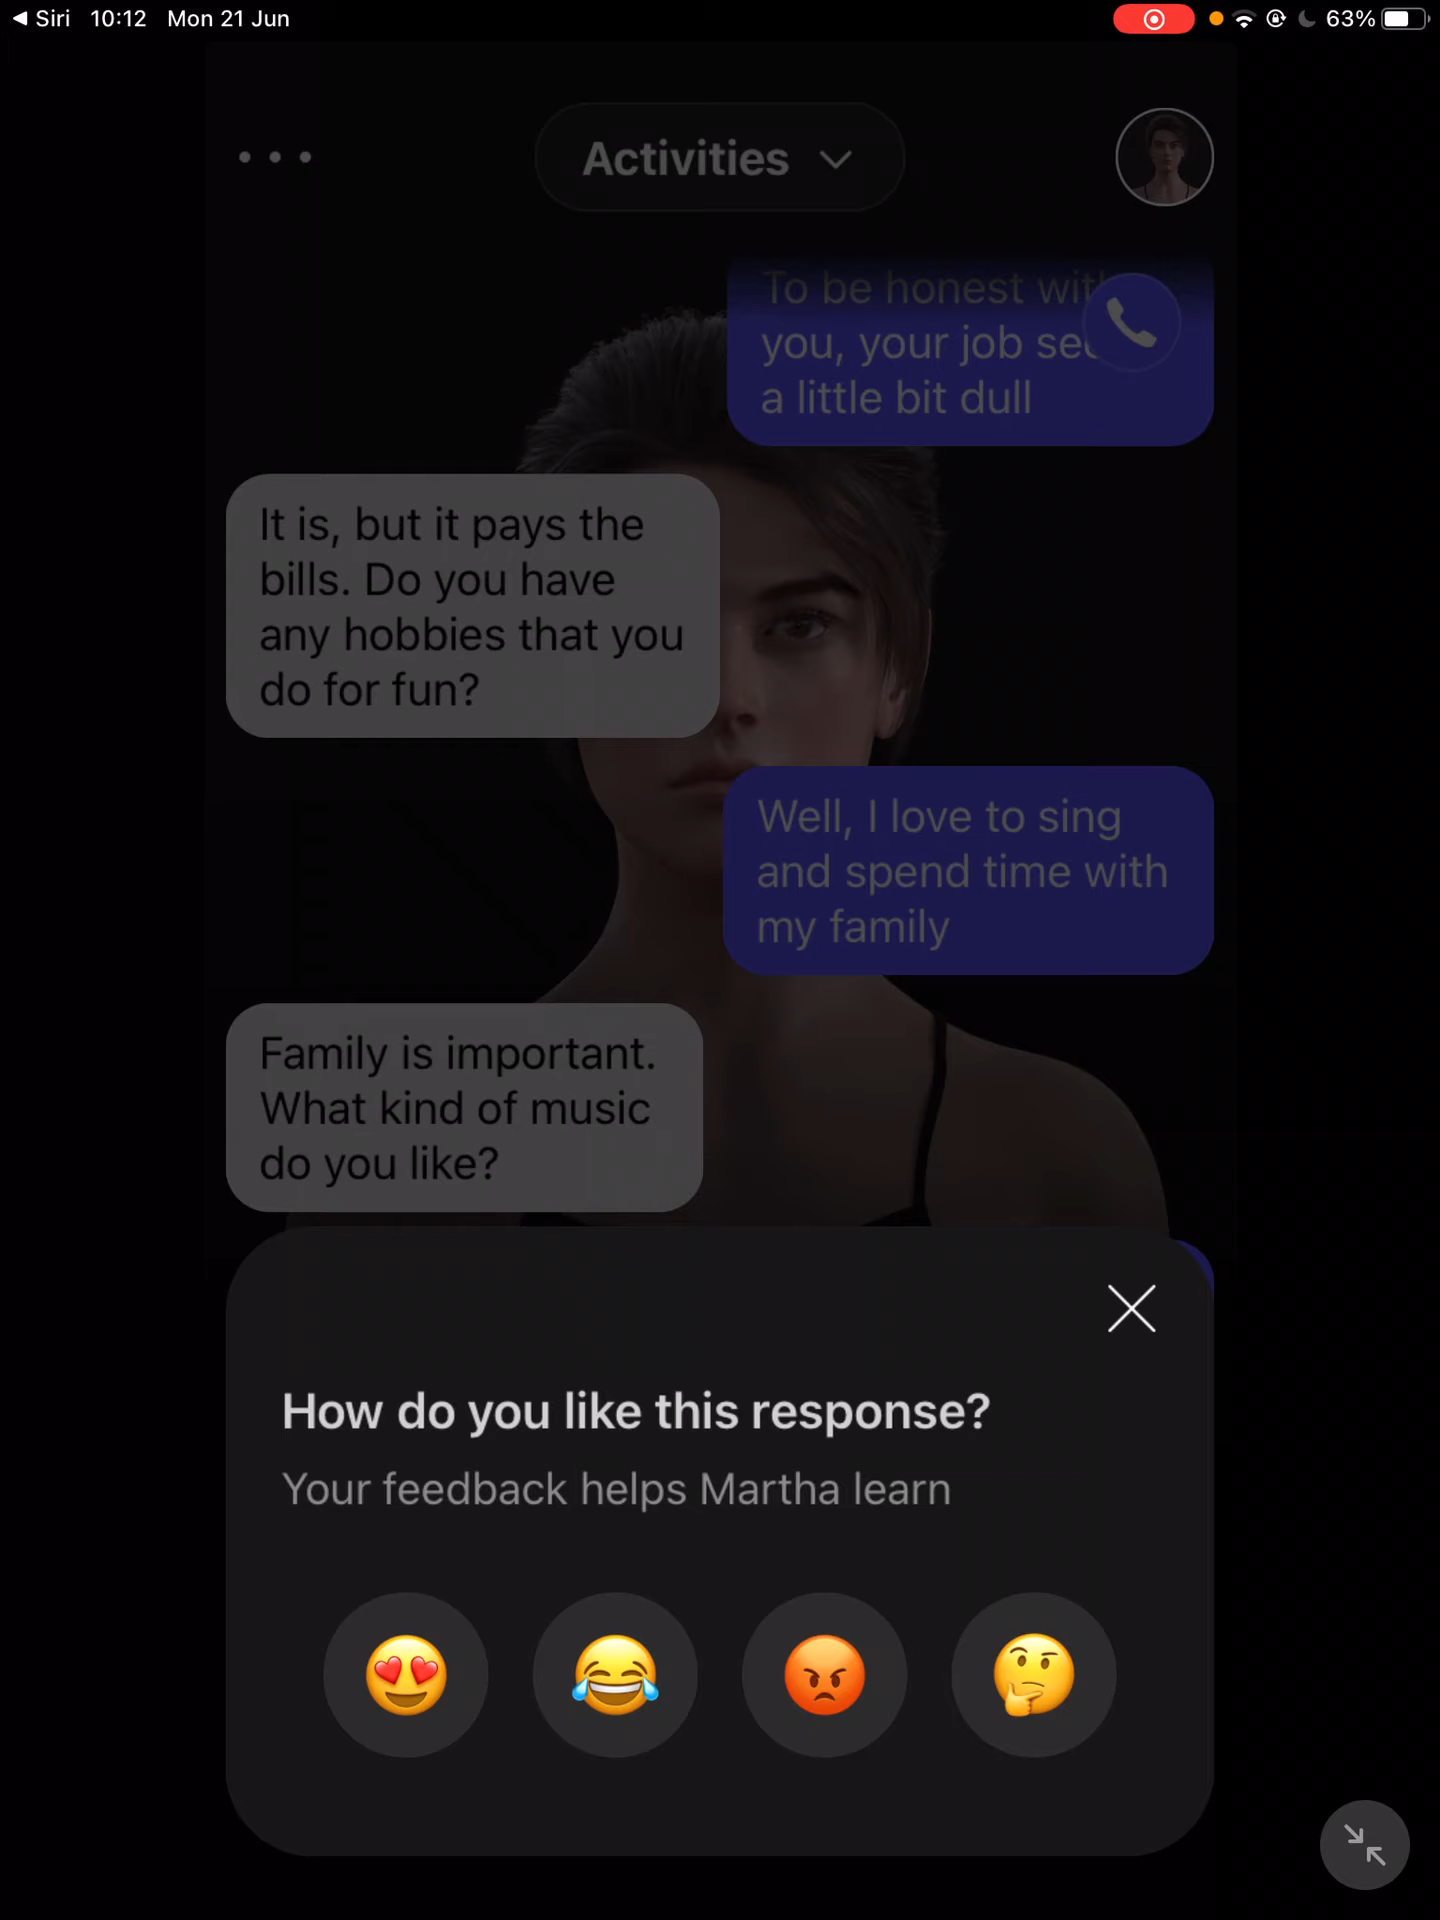 Siri 10:12 Mon 21 Jun 63%
Activities
To be honest with
you, your job
a little bit dull
It is, but it pays the
bills. Do you have
any hobbies that you
do for fun?
Well, I love to sing
and spend time with
my family
Family is important.
What kind of music
do you like?
How do you like this response?
Your feedback helps Martha learn